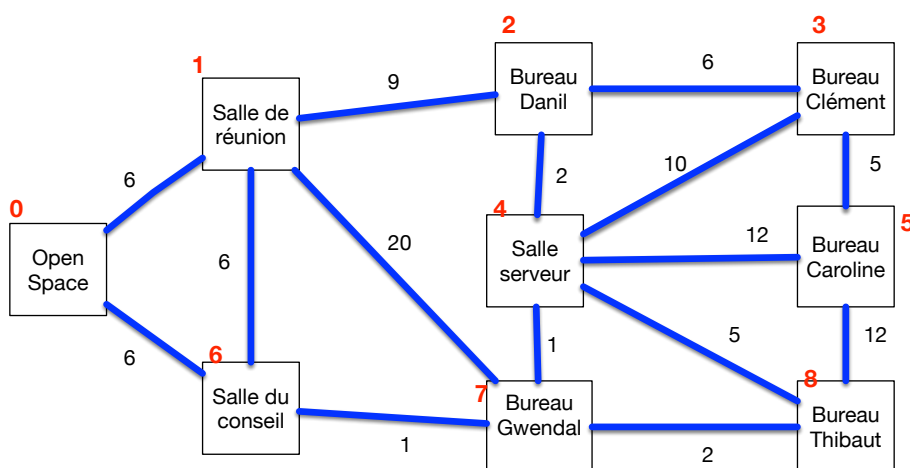 2
3
1
Bureau
Danil
6
Bureau
Clément
9
Salle de
réunion
6
2
10
5
0
4
5
Open
Space
6
20
Salle
serveur
12
Bureau
Caroline
6
6
1
5
12
8
Salle du
conseil
7
Bureau
Gwendal
Bureau
Thibaut
1
2